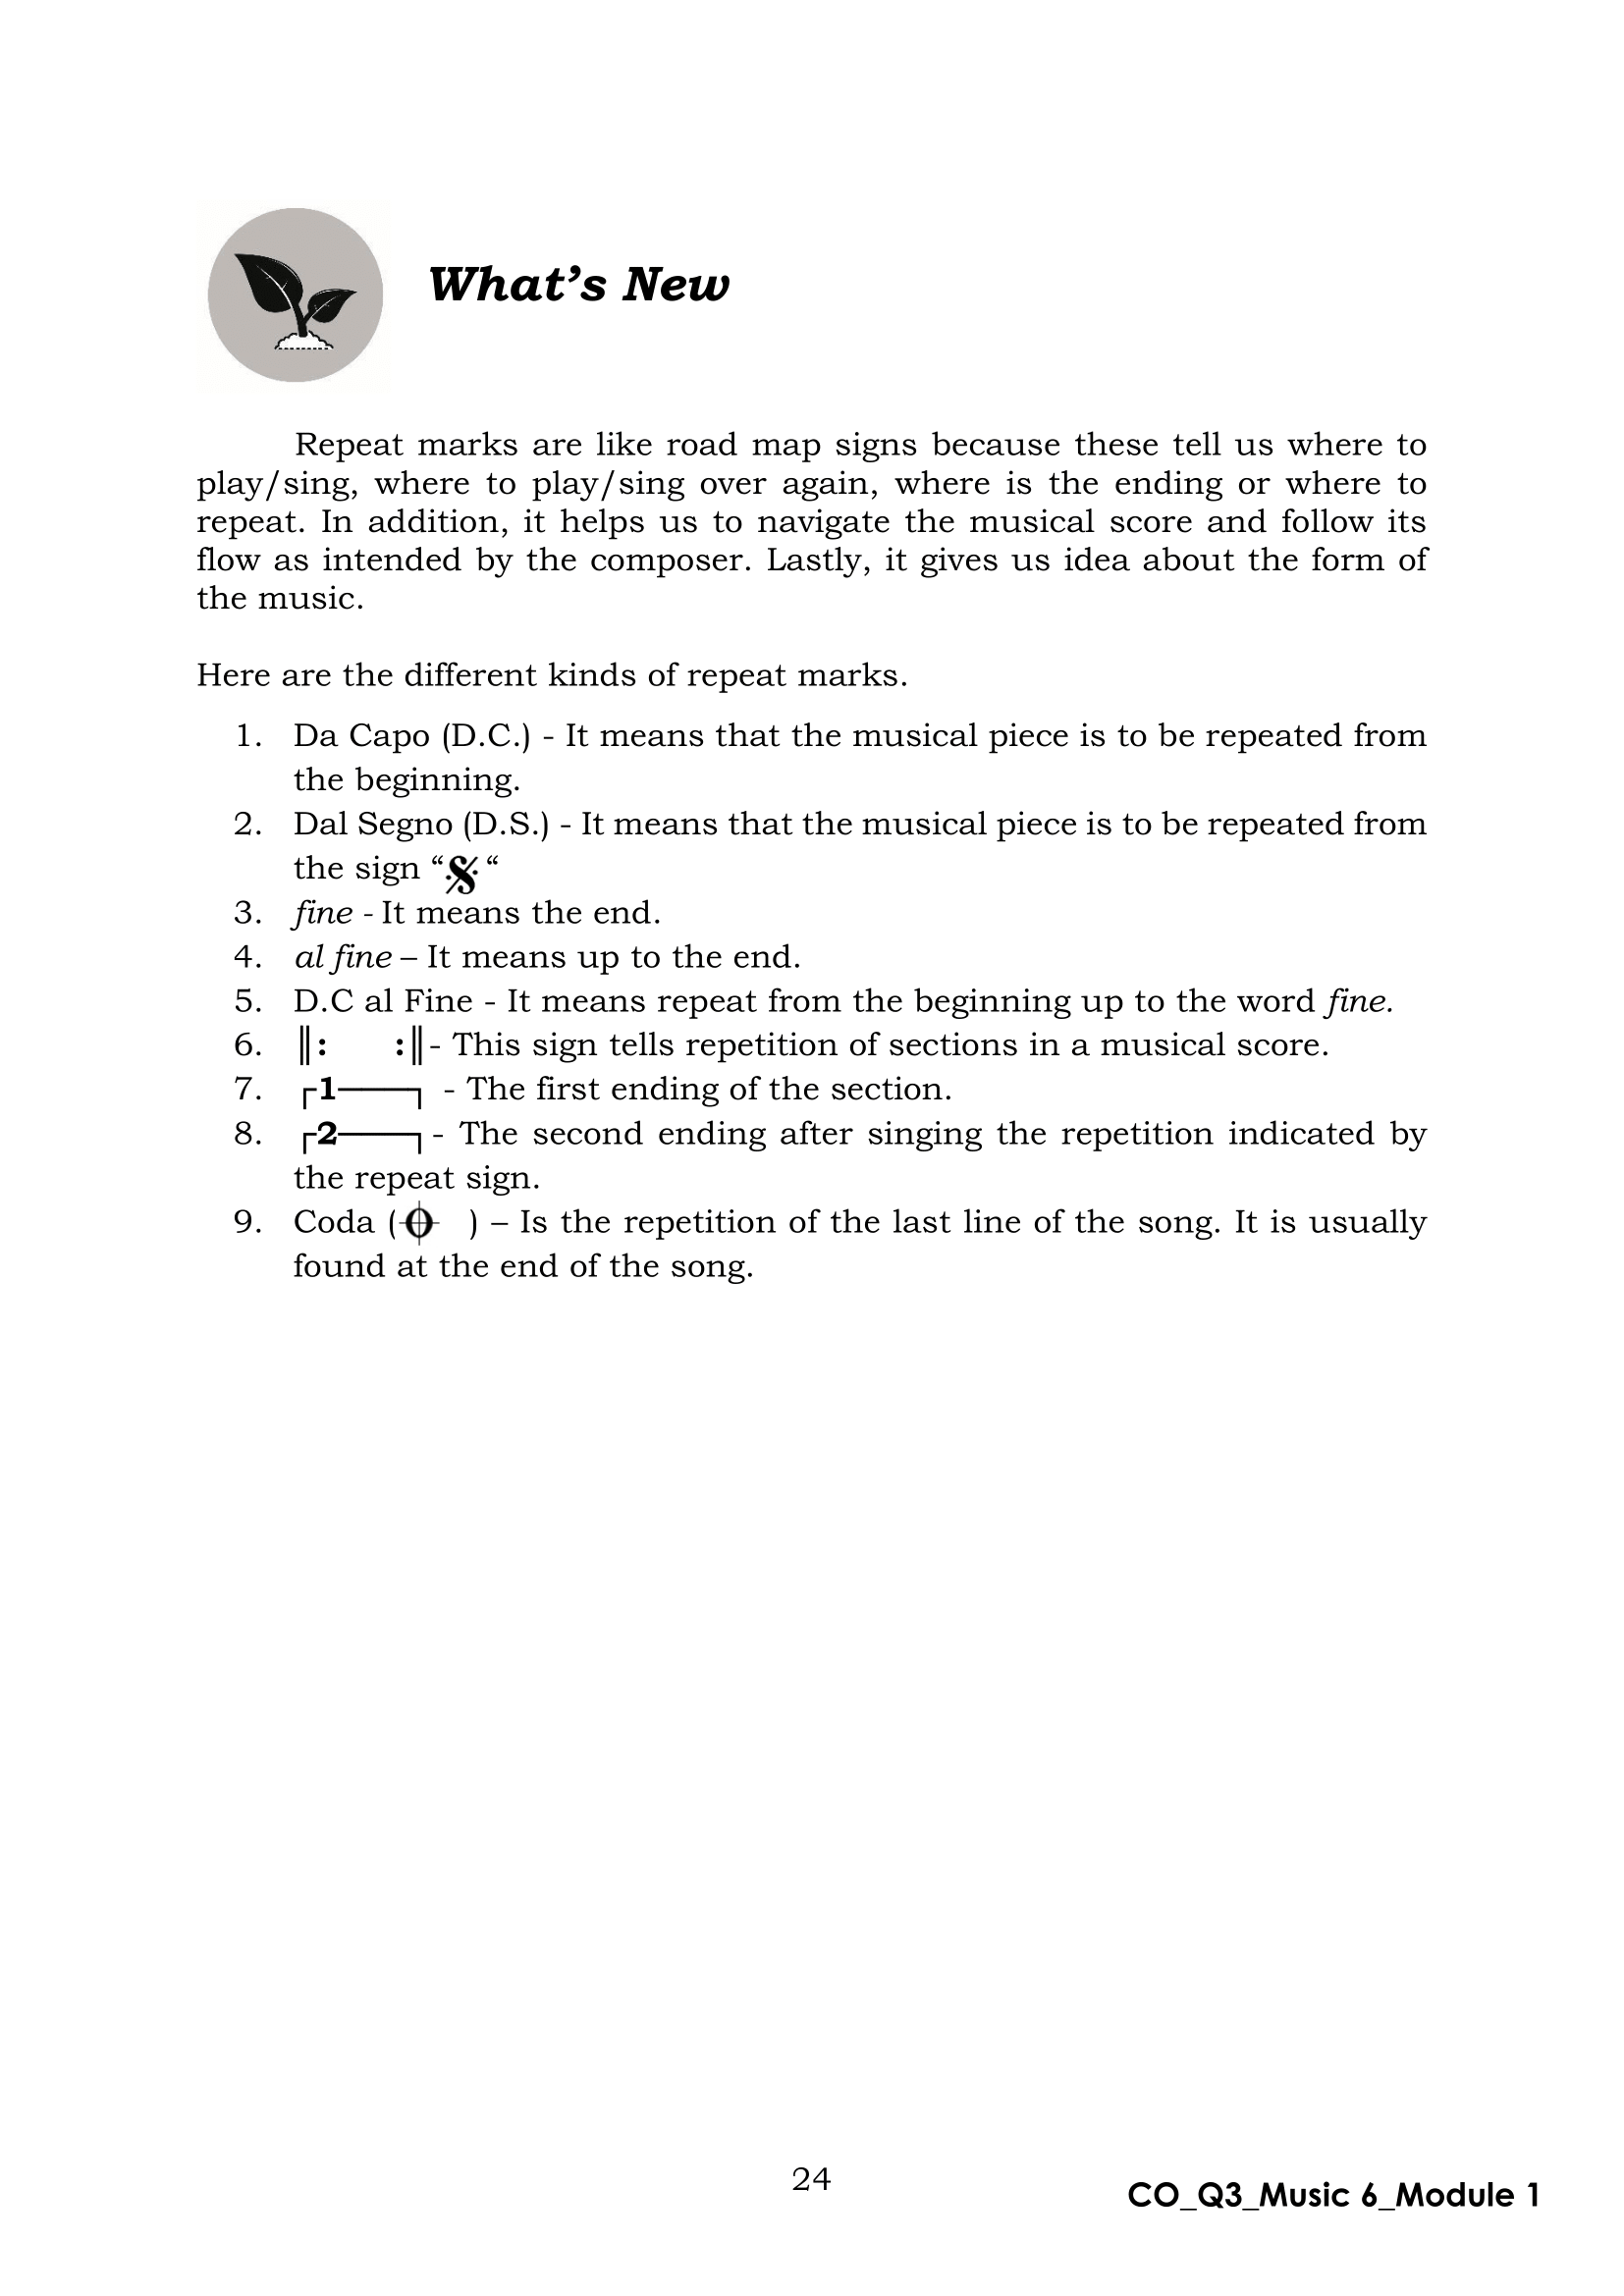 What’s New
Repeat marks are like road map signs because these tell us where to
play/sing, where to play/sing over again, where is the ending or where to
repeat. In addition, it helps us to navigate the musical score and follow its
flow as intended by the composer. Lastly, it gives us idea about the form of
the music.
Here are the different kinds of repeat marks.
1. Da Capo (D.C.) - It means that the musical piece is to be repeated from
the beginning.
2. Dal Segno (D.S.) - It means that the musical piece is to be repeated from
the sign “𝄋 “
3. fine - It means the end.
4. al fine – It means up to the end.
5. D.C al Fine - It means repeat from the beginning up to the word fine.
6. ║: :║- This sign tells repetition of sections in a musical score.
7. ┌1────┐ - The first ending of the section.
8. ┌2────┐- The second ending after singing the repetition indicated by
the repeat sign.
9. Coda (𝄌 ) – Is the repetition of the last line of the song. It is usually
found at the end of the song.
24
CO_Q3_Music 6_Module 1